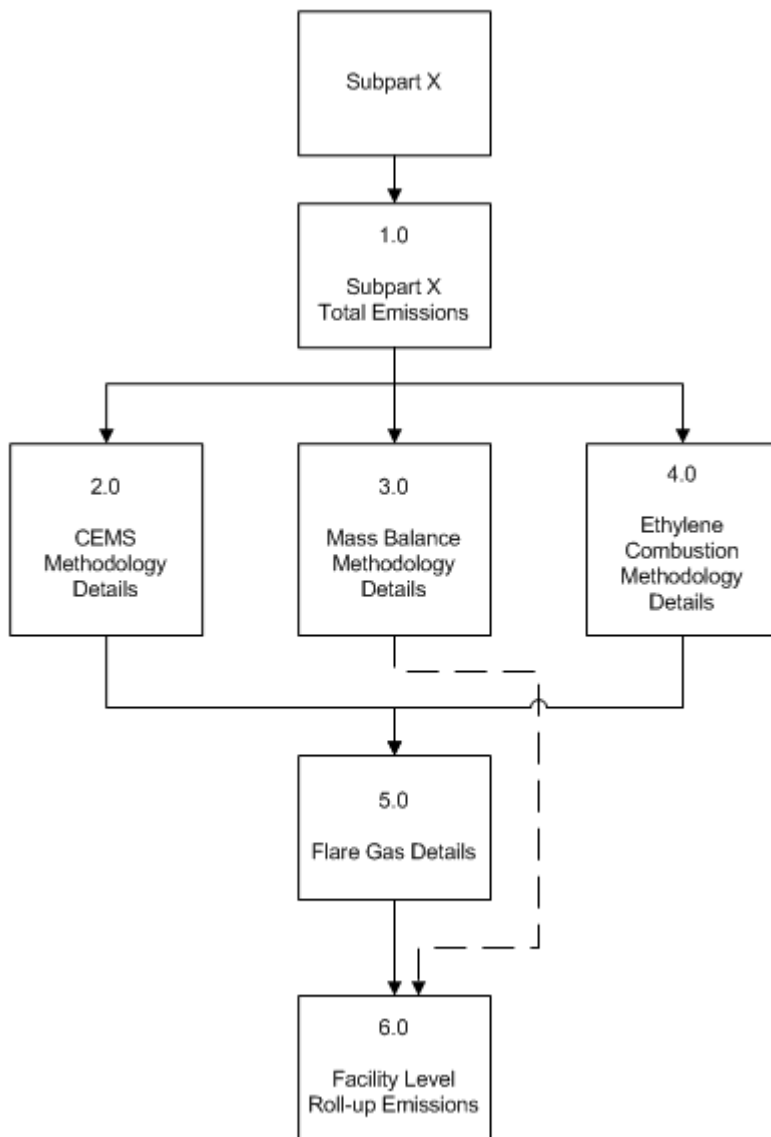 Subpart X
1.0
Subpart X
Total Emissions
2.0
CEMS
Methodology
Details
3.0
Mass Balance
Methodology
Details
4.0
Ethylene
Combustion
Methodology
Details
5.0
Flare Gas Details
6.0
Facility Level
Roll-up Emissions